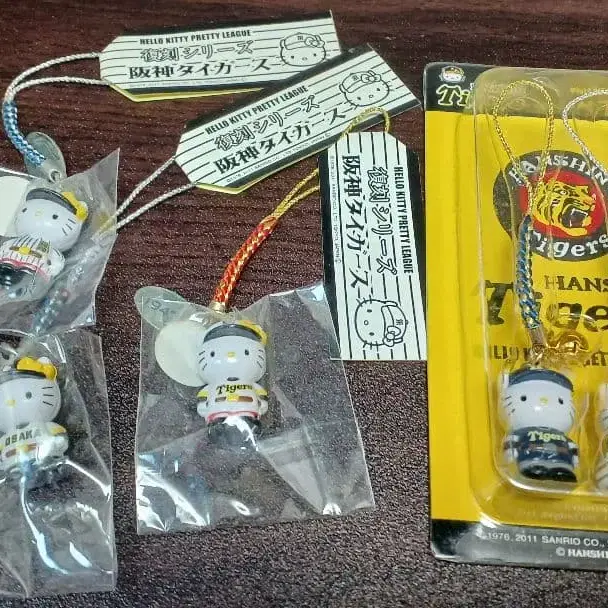 HELLO KITTY PRETTY LEAGUE
復刻シリーズ
阪神タイガース
HELLO KITTY PRETTY LEAGUE
復刻シリーズ
阪神タイガース
HELLO KITTY PRETTY LEAGUE
復刻シリーズ
阪神タイガース
OSAKA
Tigers
HANSHIN
Tigers
HANS
Tige
Tigers
©1976, 2011 SANRIO CO.,
© HANSHI